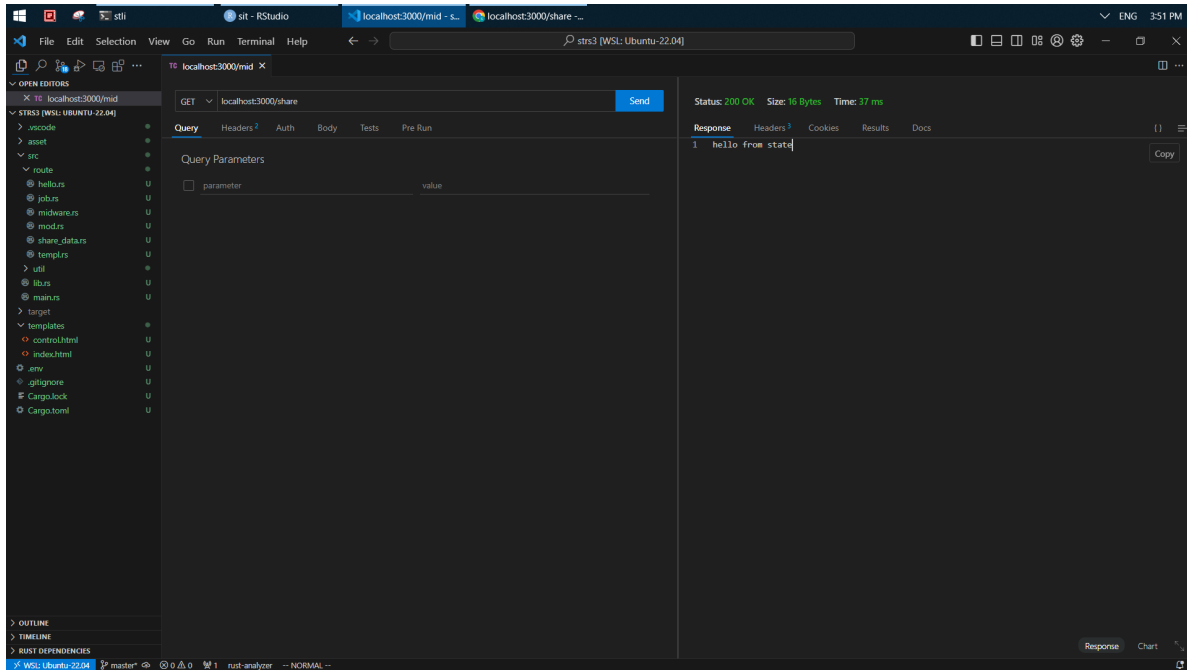 stli
sit - RStudio
localhost:3000/mid - s...
localhost:3000/share -...
ENG 3:51 PM
File Edit Selection View Go Run Terminal Help
strs3 [WSL: Ubuntu-22.04]
TC localhost:3000/mid
OPEN EDITORS
TC localhost:3000/mid
STRS3 [WSL: UBUNTU-22.04]
.vscode
asset
src
route
hello.rs U
job.rs U
midware.rs U
mod.rs U
share_data.rs U
templ.rs U
util
lib.rs U
main.rs U
target
templates
control.html U
index.html U
.env U
.gitignore U
Cargo.lock U
Cargo.toml U
OUTLINE
TIMELINE
RUST DEPENDENCIES
GET localhost:3000/share Send
Query Headers 2 Auth Body Tests Pre Run
Query Parameters
parameter value
Status: 200 OK Size: 16 Bytes Time: 37 ms
Response Headers 3 Cookies Results Docs { }
1 hello from state
Copy
Response Chart
WSL: Ubuntu-22.04 master* 0 0 1 rust-analyzer -- NORMAL --